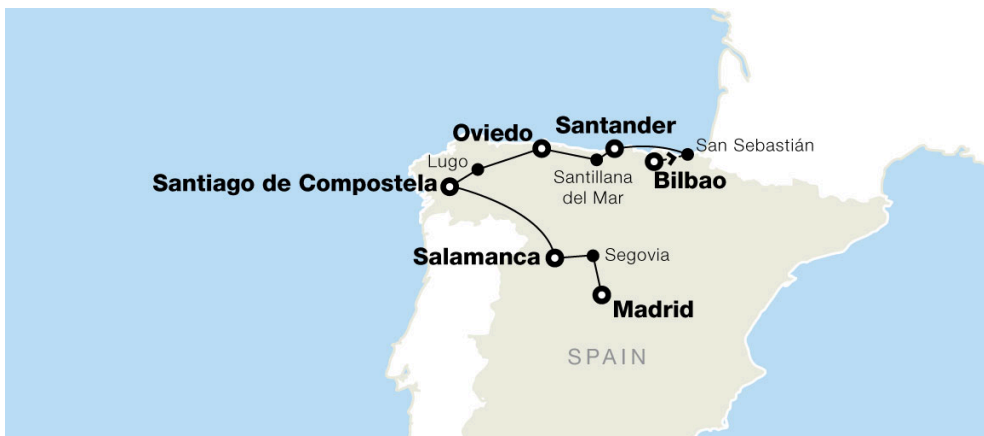 Oviedo
Santander
San Sebastián
Lugo
Santillana
del Mar
Bilbao
Santiago de Compostela
Salamanca
Segovia
Madrid
SPAIN